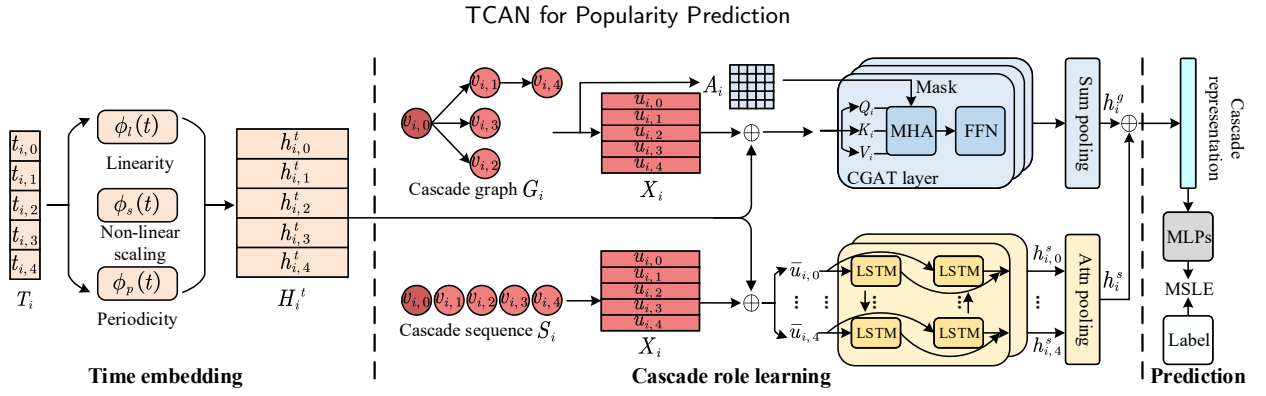 TCAN for Popularity Prediction
t_{i,0}
t_{i,1}
t_{i,2}
t_{i,3}
t_{i,4}
T_i
ϕ_l(t)
Linearity
ϕ_s(t)
Non-linear
scaling
ϕ_p(t)
Periodicity
h^t_{i,0}
h^t_{i,1}
h^t_{i,2}
h^t_{i,3}
h^t_{i,4}
H_i^t
Time embedding
v_{i,0}
v_{i,1}
v_{i,4}
v_{i,3}
v_{i,2}
Cascade graph G_i
A_i
u_{i,0}
u_{i,1}
u_{i,2}
u_{i,3}
u_{i,4}
X_i
⊕
Mask
Q_i
K_i
V_i
MHA
FFN
CGAT layer
Sum pooling
h_i^g
⊕
v_{i,0} v_{i,1} v_{i,2} v_{i,3} v_{i,4}
Cascade sequence S_i
u_{i,0}
u_{i,1}
u_{i,2}
u_{i,3}
u_{i,4}
X_i
⊕
ū_{i,0}
⋮ ⋮
ū_{i,4}
LSTM LSTM
⋮ ⋮
LSTM LSTM
h^s_{i,0}
⋮
h^s_{i,4}
Attn pooling
h_i^s
Cascade role learning
Cascade
representation
MLPs
MSLE
Label
Prediction